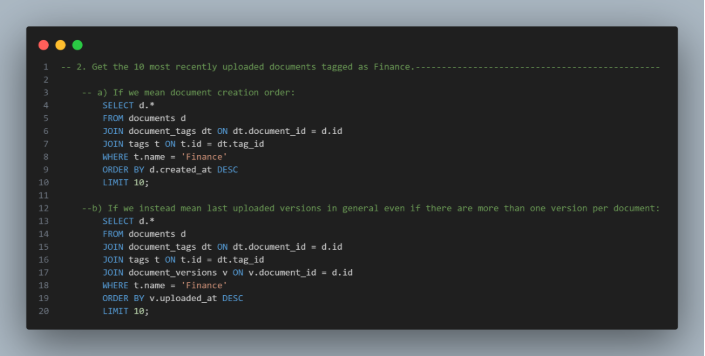 1 -- 2. Get the 10 most recently uploaded documents tagged as Finance.-----------------------------------------------
2
3 -- a) If we mean document creation order:
4 SELECT d.*
5 FROM documents d
6 JOIN document_tags dt ON dt.document_id = d.id
7 JOIN tags t ON t.id = dt.tag_id
8 WHERE t.name = 'Finance'
9 ORDER BY d.created_at DESC
10 LIMIT 10;
11
12 --b) If we instead mean last uploaded versions in general even if there are more than one version per document:
13 SELECT d.*
14 FROM documents d
15 JOIN document_tags dt ON dt.document_id = d.id
16 JOIN tags t ON t.id = dt.tag_id
17 JOIN document_versions v ON v.document_id = d.id
18 WHERE t.name = 'Finance'
19 ORDER BY v.uploaded_at DESC
20 LIMIT 10;